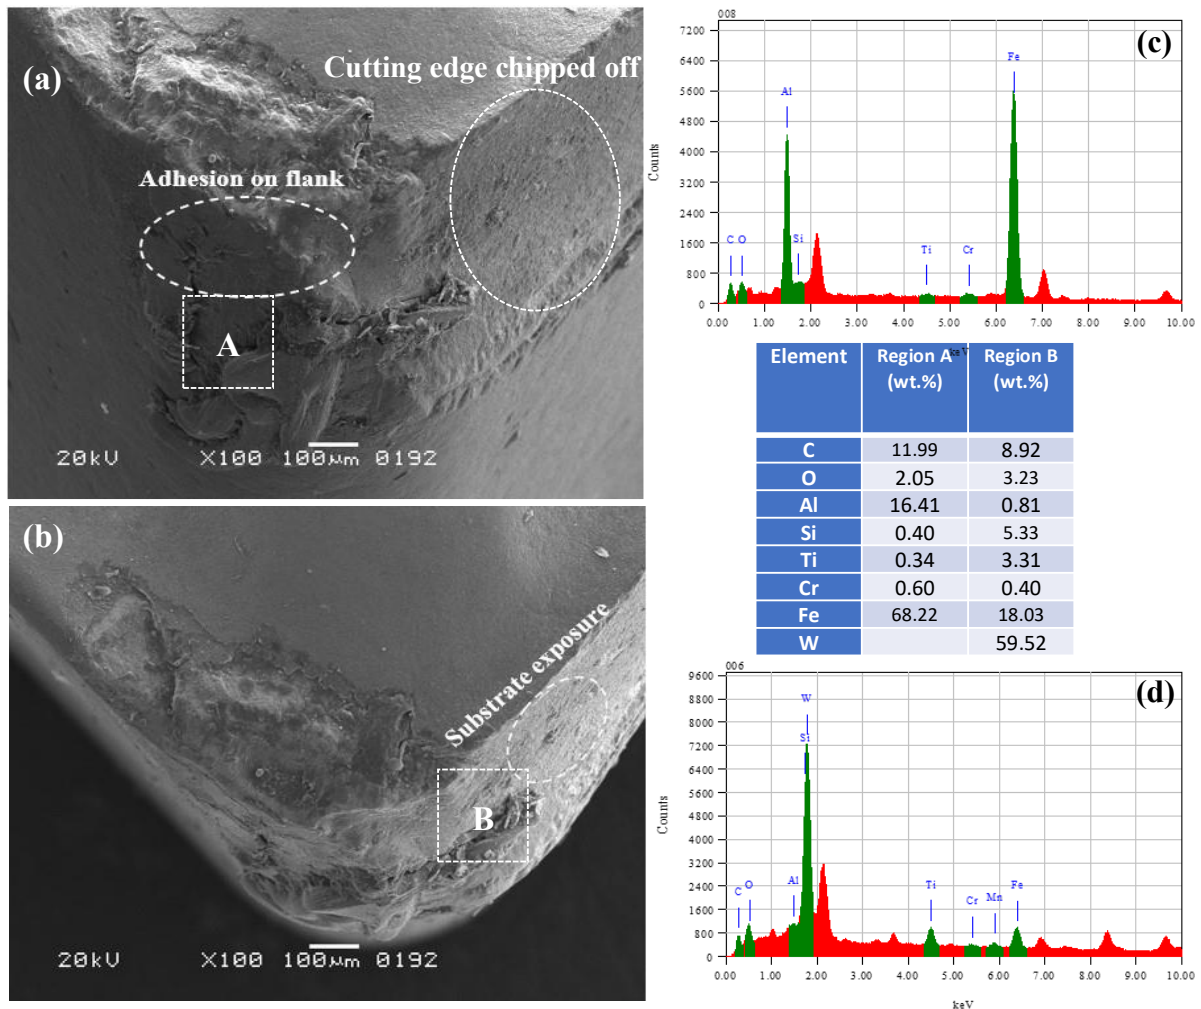 (a)
Cutting edge chipped off
Adhesion on flank
A
20kV X100 100µm 0192
(b)
Substrate exposure
B
20kV X100 100µm 0192
008
(c)
Counts
7200
6400
5600
4800
4000
3200
2400
1600
800
0
C O Al Si Ti Cr Fe
0.00 1.00 2.00 3.00 4.00 5.00 6.00 7.00 8.00 9.00 10.00
keV
Element Region A (wt.%) Region B (wt.%)
C 11.99 8.92
O 2.05 3.23
Al 16.41 0.81
Si 0.40 5.33
Ti 0.34 3.31
Cr 0.60 0.40
Fe 68.22 18.03
W 59.52
006
(d)
Counts
9600
8800
8000
7200
6400
5600
4800
4000
3200
2400
1600
800
0
C O Al W Si Ti Cr Mn Fe
0.00 1.00 2.00 3.00 4.00 5.00 6.00 7.00 8.00 9.00 10.00
keV